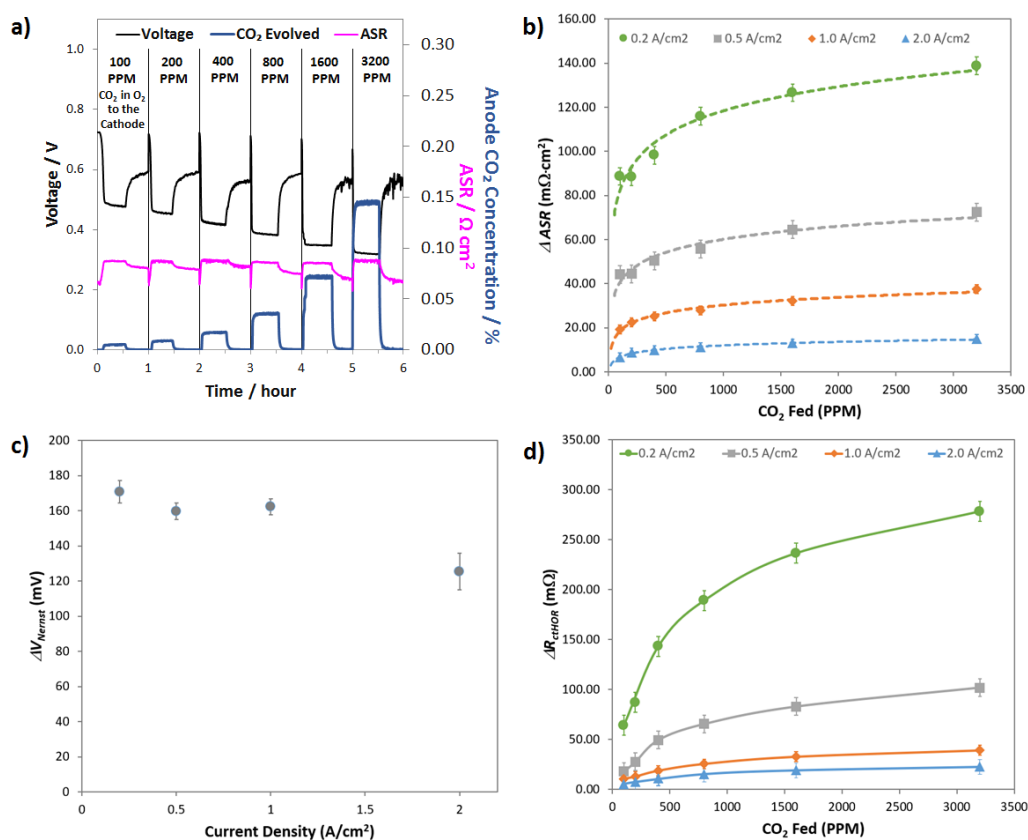 a)
Voltage CO₂ Evolved ASR
1.0
0.8
0.6
0.4
0.2
0.0
Voltage / V
100 PPM 200 PPM 400 PPM 800 PPM 1600 PPM 3200 PPM
CO₂ in O₂
to the
Cathode
0.30
0.25
0.20
0.15
0.10
0.05
0.00
Anode CO₂ Concentration / %
ASR / Ω cm²
0 1 2 3 4 5 6
Time / hour
b)
160.00
140.00
120.00
100.00
80.00
60.00
40.00
20.00
0.00
Δ ASR (mΩ·cm²)
0.2 A/cm2 0.5 A/cm2 1.0 A/cm2 2.0 A/cm2
0 500 1000 1500 2000 2500 3000 3500
CO₂ Fed (PPM)
c)
200
180
160
140
120
100
80
60
40
20
0
ΔV_Nernst (mV)
0 0.5 1 1.5 2
Current Density (A/cm²)
d)
350.00
300.00
250.00
200.00
150.00
100.00
50.00
0.00
ΔR_ctHOR (mΩ)
0.2 A/cm2 0.5 A/cm2 1.0 A/cm2 2.0 A/cm2
0 500 1000 1500 2000 2500 3000 3500
CO₂ Fed (PPM)